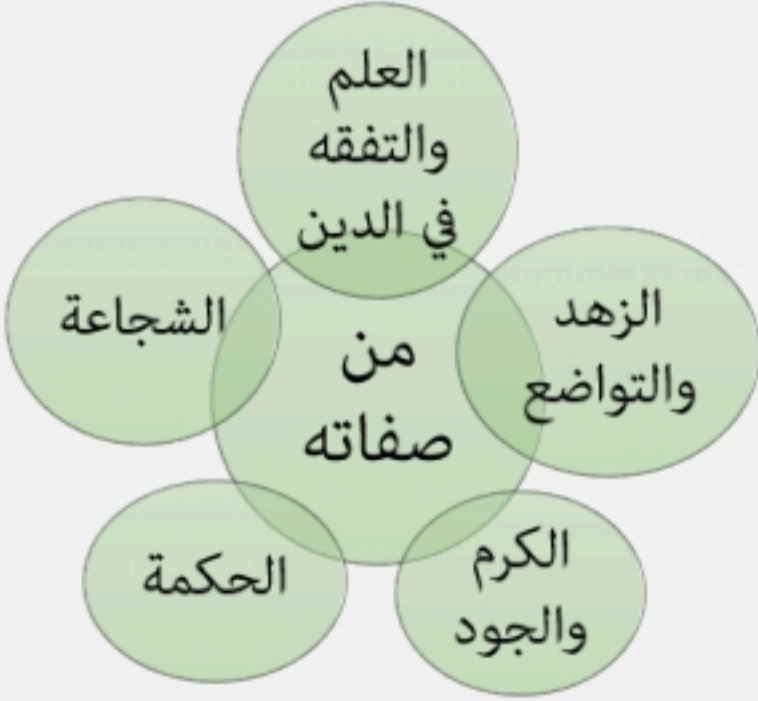 العلم
والتفقه
في الدين
الزهد
والتواضع
الكرم
والجود
الحكمة
الشجاعة
من
صفاته